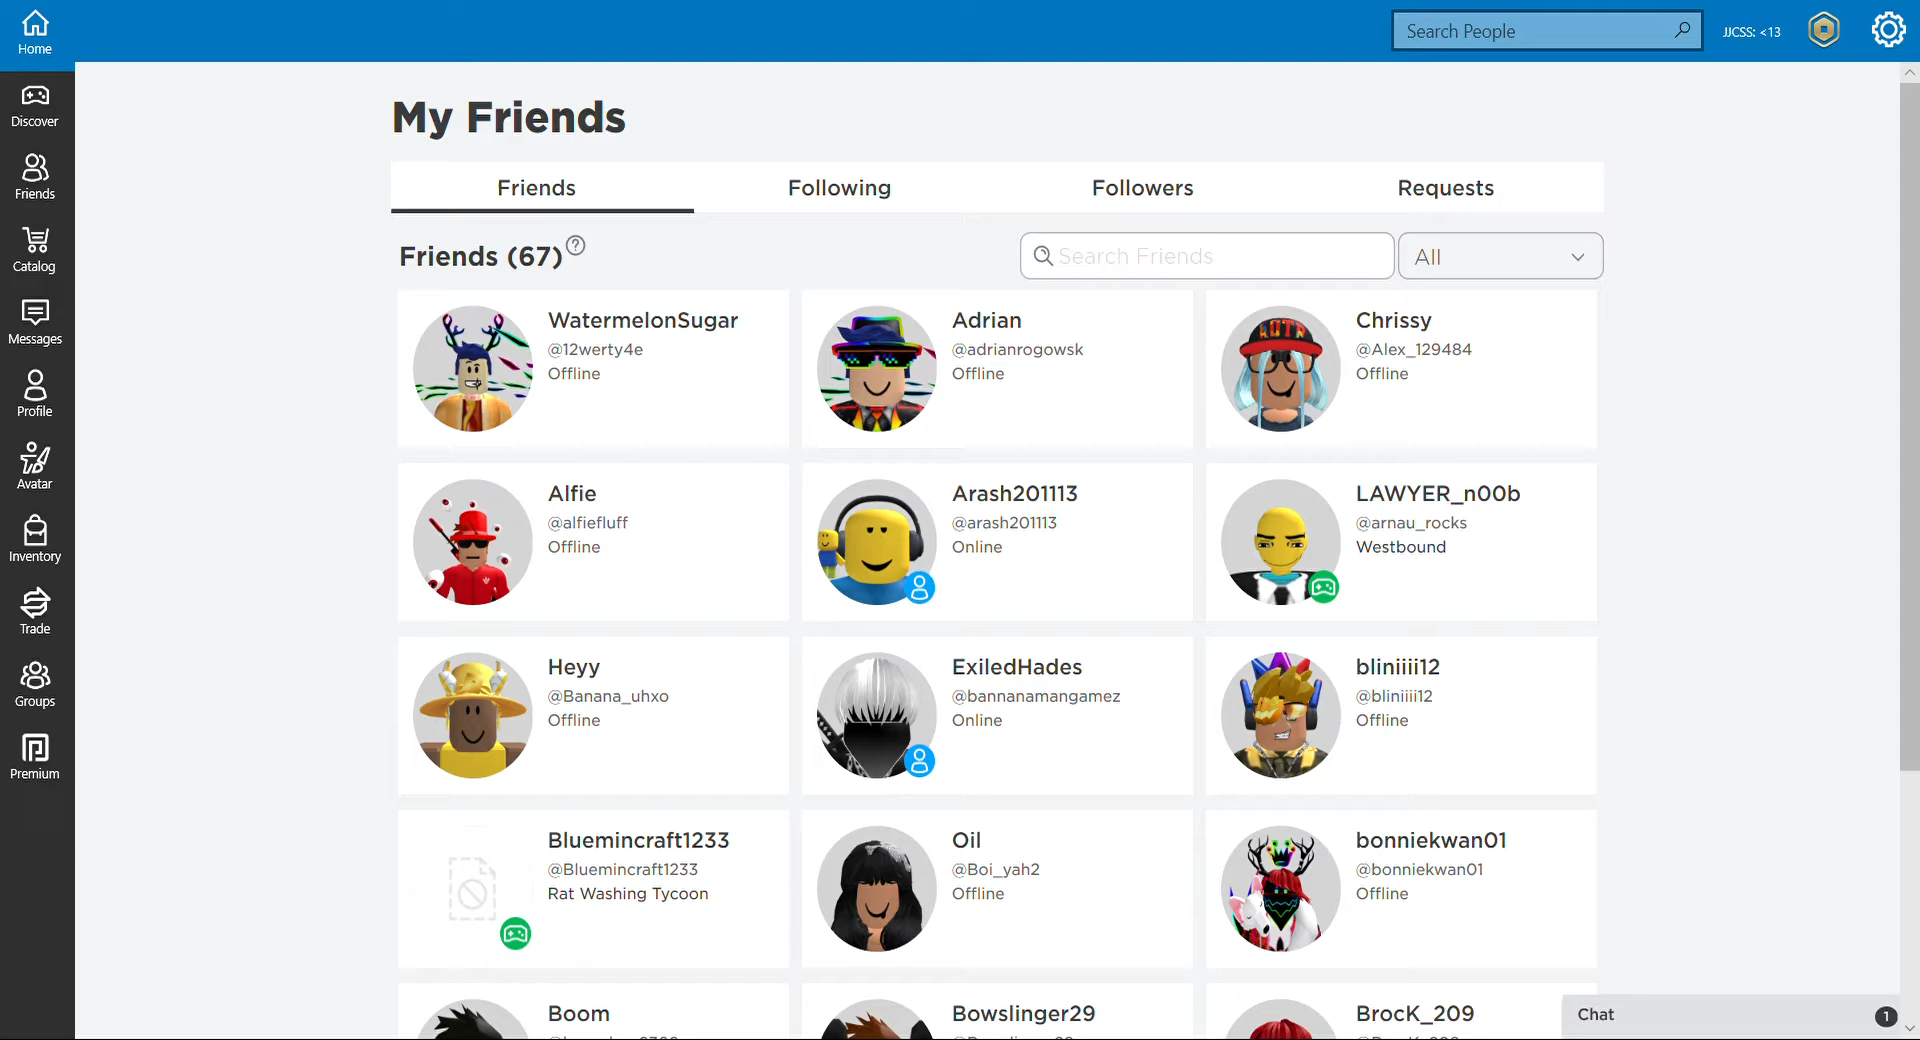 Home
Search People
JJCSS: <13
Discover
Friends
Catalog
Messages
Profile
Avatar
Inventory
Trade
Groups
Premium
My Friends
Friends Following Followers Requests
Friends (67) ?
Search Friends
All
WatermelonSugar
@12werty4e
Offline
Adrian
@adrianrogowsk
Offline
Chrissy
@Alex_129484
Offline
Alfie
@alfiefluff
Offline
Arash201113
@arash201113
Online
LAWYER_n00b
@arnau_rocks
Westbound
Heyy
@Banana_uhxo
Offline
ExiledHades
@bannanamangamez
Online
bliniiii12
@bliniiii12
Offline
Bluemincraft1233
@Bluemincraft1233
Rat Washing Tycoon
Oil
@Boi_yah2
Offline
bonniekwan01
@bonniekwan01
Offline
Boom
Bowslinger29
BrocK_209
Chat 1